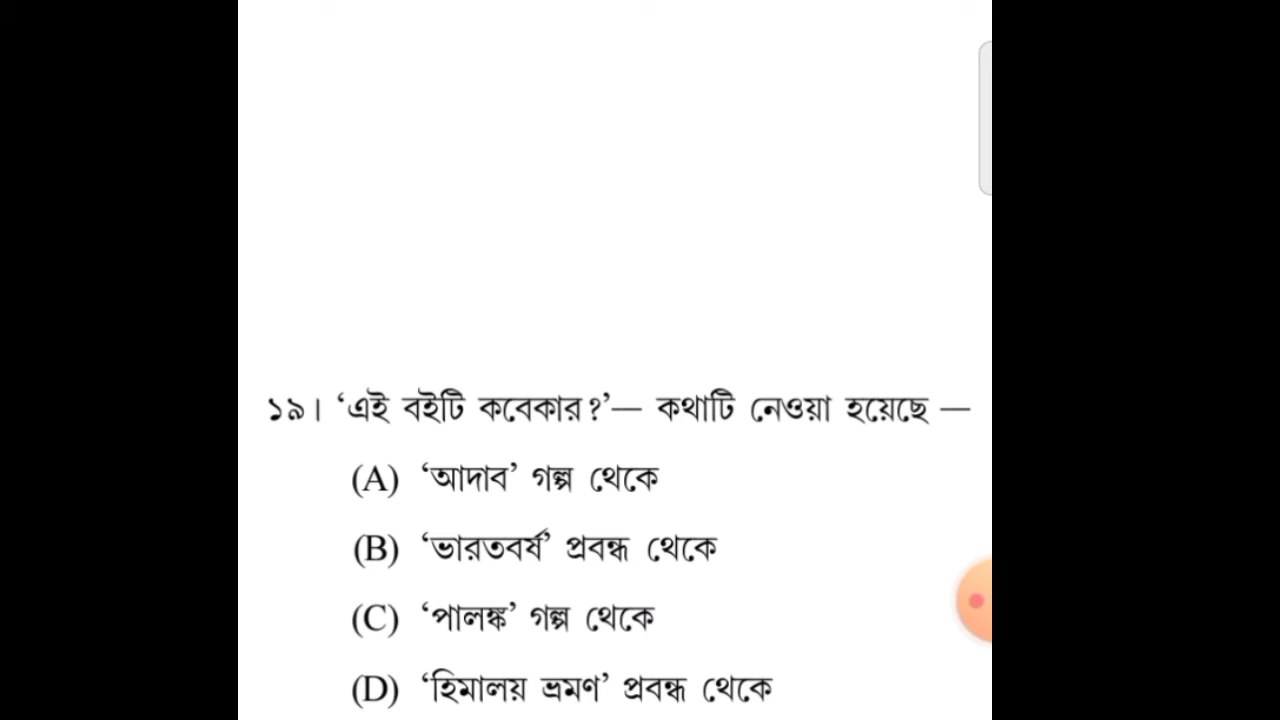 ১৯। ‘এই বইটি কবেকার?’— কথাটি নেওয়া হয়েছে —
(A) ‘আদাব’ গল্প থেকে
(B) ‘ভারতবর্ষ’ প্রবন্ধ থেকে
(C) ‘পালঙ্ক’ গল্প থেকে
(D) ‘হিমালয় ভ্রমণ’ প্রবন্ধ থেকে